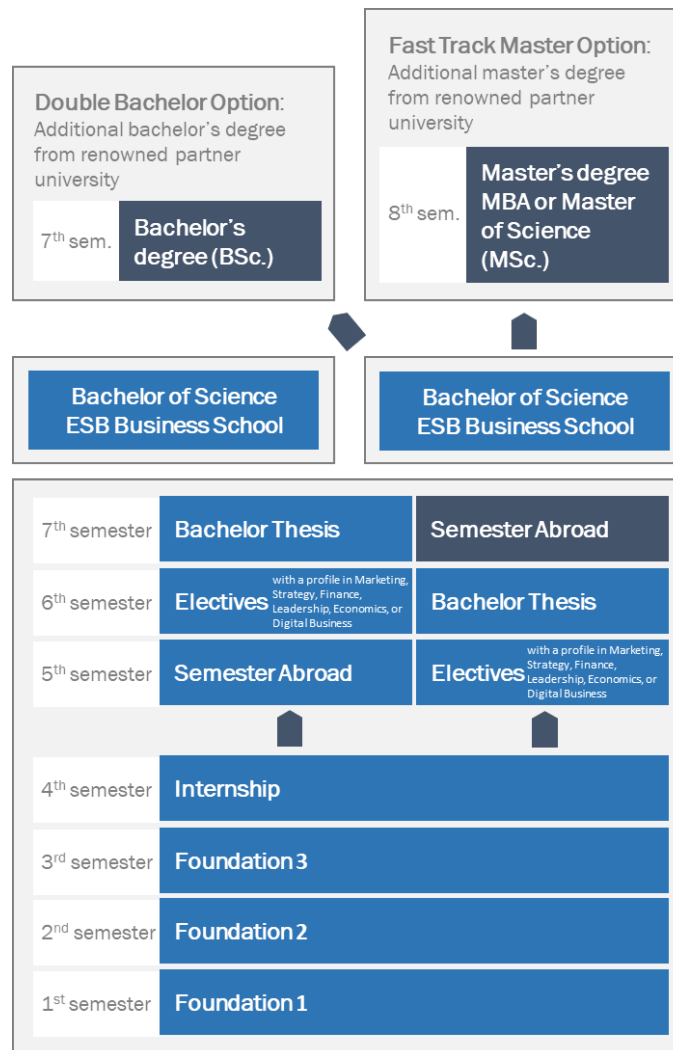 Double Bachelor Option:
Additional bachelor's degree
from renowned partner
university
7th sem.
Bachelor's
degree (BSc.)
Fast Track Master Option:
Additional master's degree
from renowned partner
university
8th sem.
Master's degree
MBA or Master
of Science
(MSc.)
Bachelor of Science
ESB Business School
Bachelor of Science
ESB Business School
7th semester
Bachelor Thesis
Semester Abroad
6th semester
Electives
with a profile in Marketing,
Strategy, Finance,
Leadership, Economics, or
Digital Business
Bachelor Thesis
5th semester
Semester Abroad
Electives
with a profile in Marketing,
Strategy, Finance,
Leadership, Economics, or
Digital Business
4th semester
Internship
3rd semester
Foundation 3
2nd semester
Foundation 2
1st semester
Foundation 1